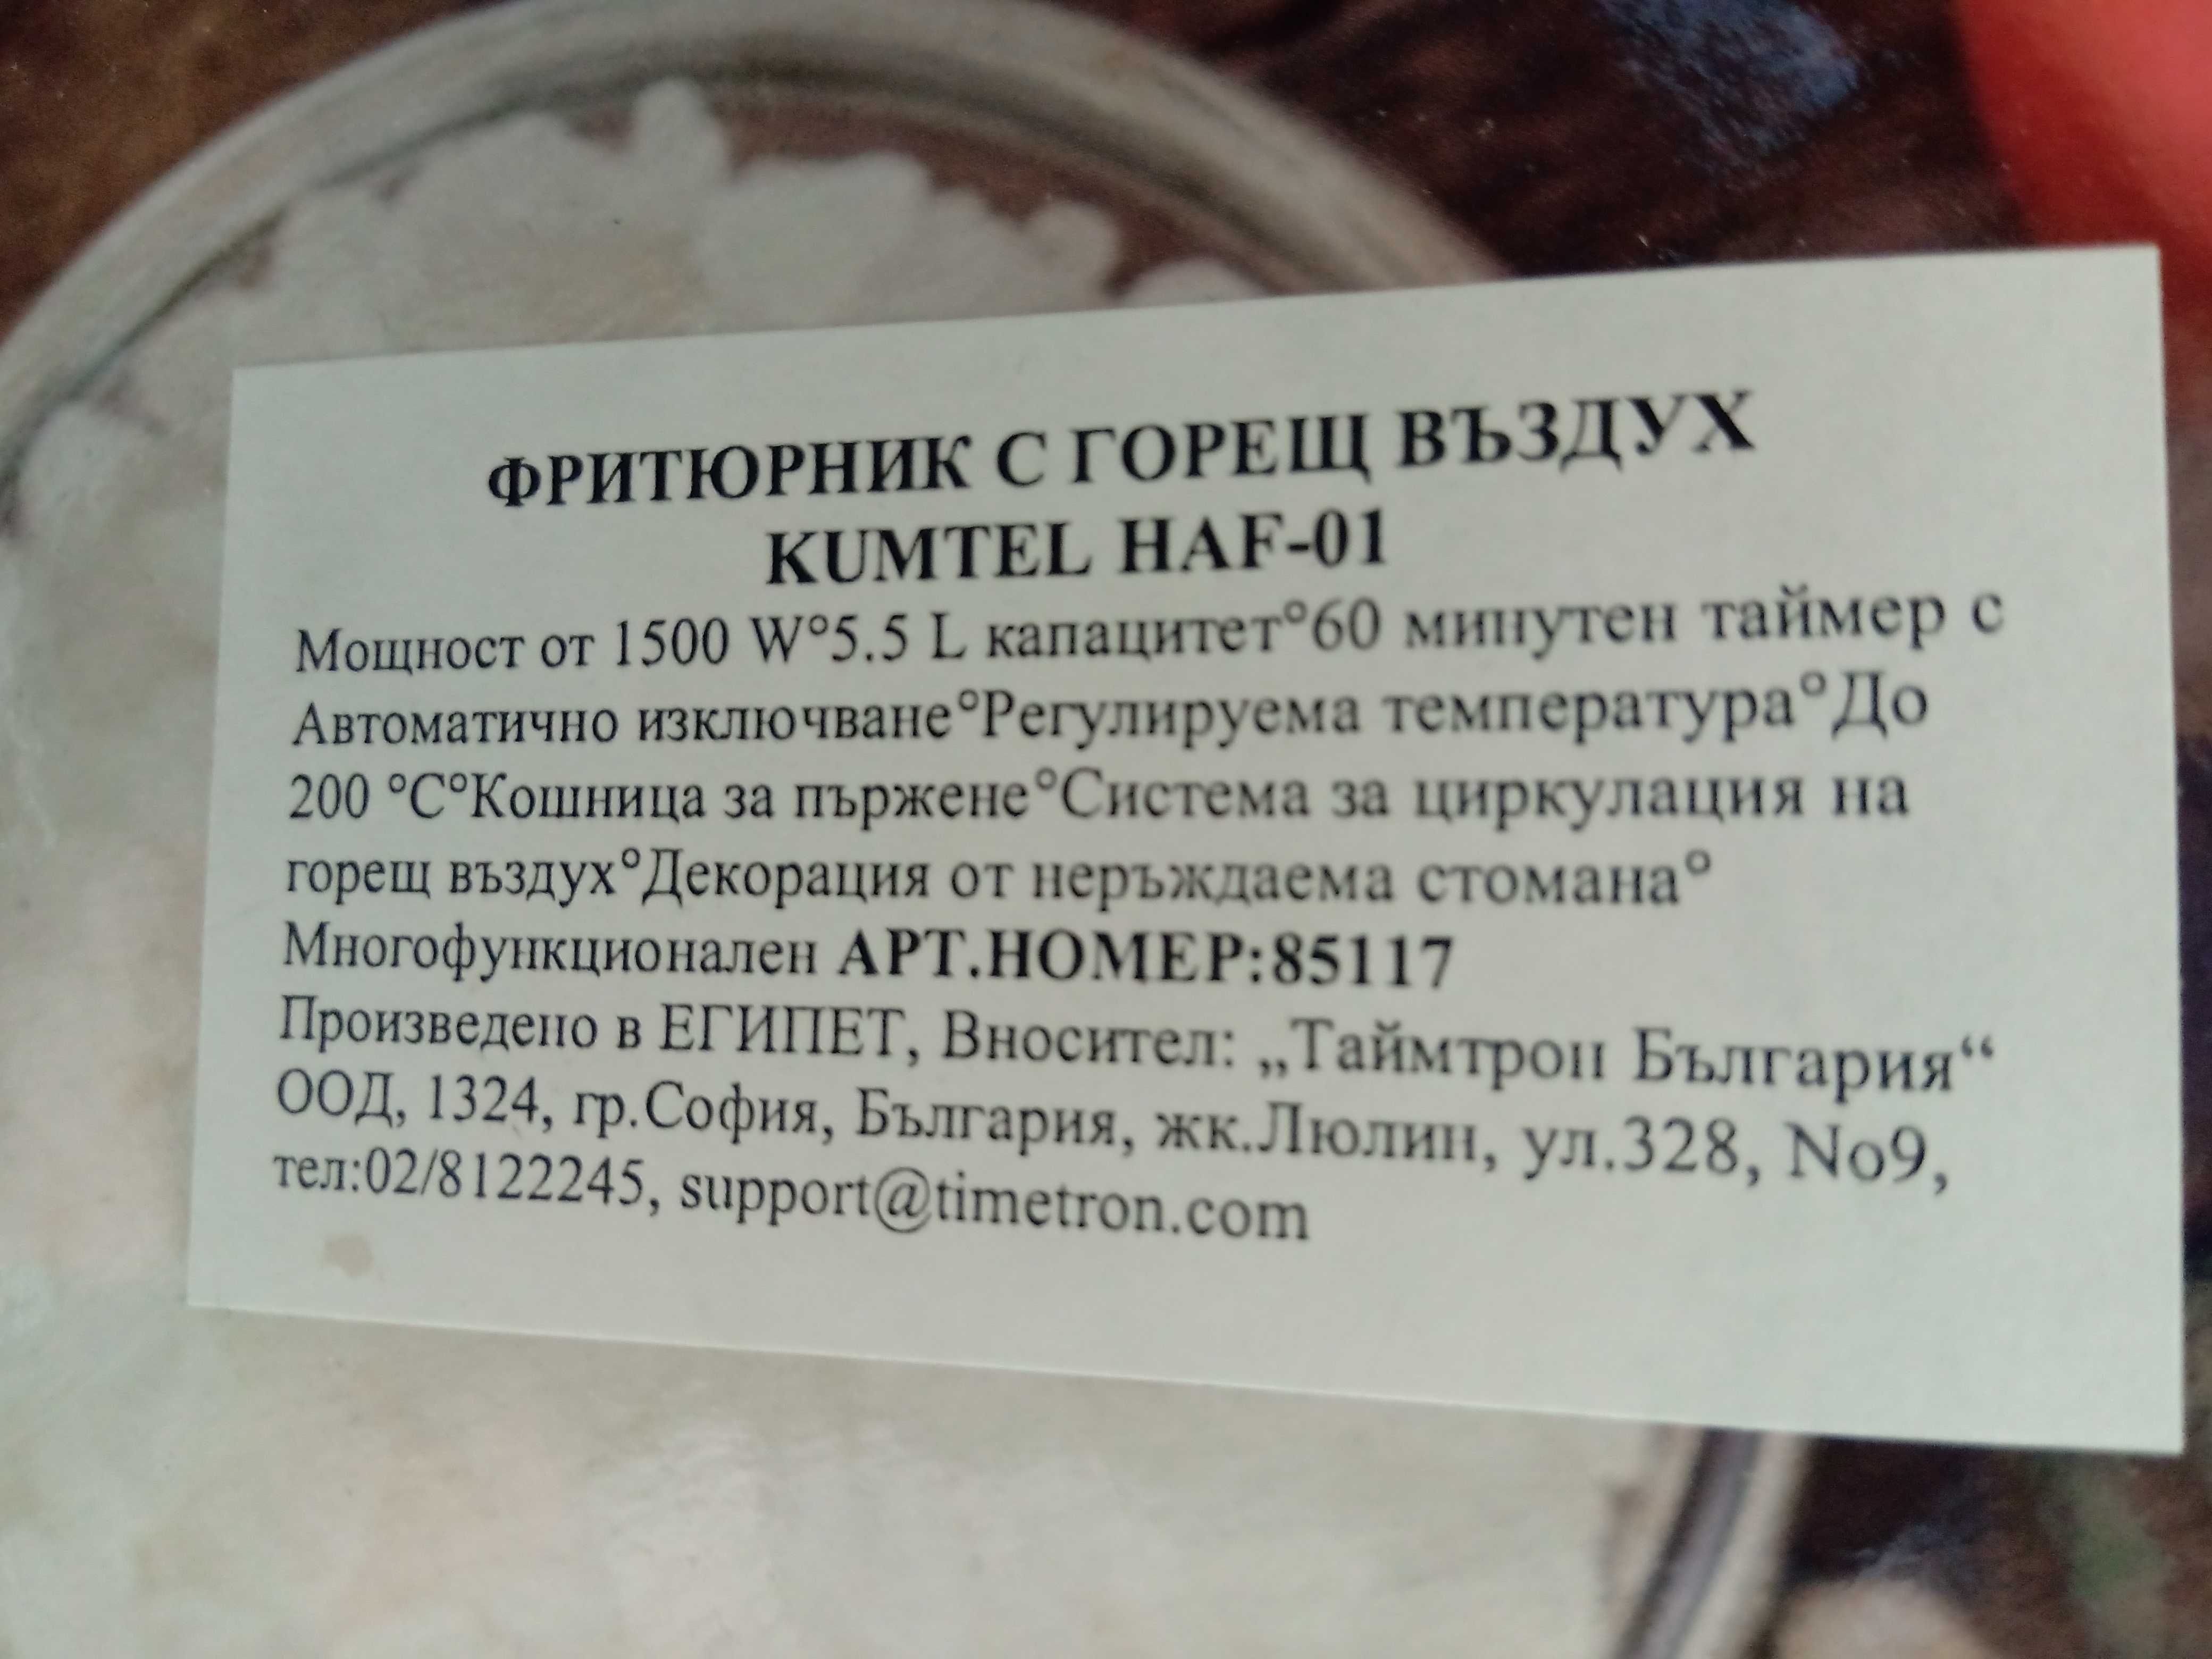 ФРИТЮРНИК С ГОРЕЩ ВЪЗДУХ
KUMTEL HAF-01
Мощност от 1500 W°5.5 L капацитет°60 минутен таймер с
Автоматично изключване°Регулируема температура°До
200 °C°Кошница за пържене°Система за циркулация на
горещ въздух°Декорация от неръждаема стомана°
Многофункционален АРТ.НОМЕР:85117
Произведено в ЕГИПЕТ, Вносител: „Таймтрон България“
ООД, 1324, гр.София, България, жк.Люлин, ул.328, No9,
тел:02/8122245, support@timetron.com